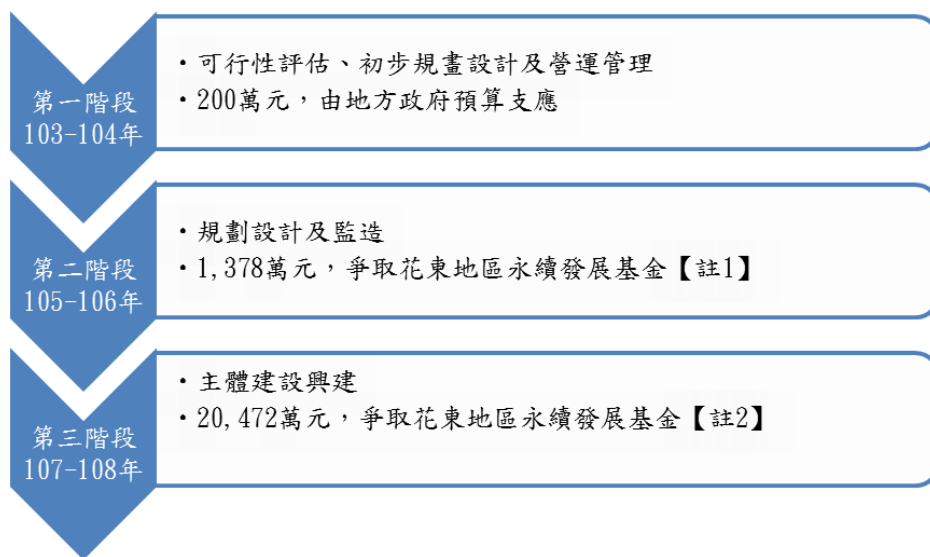 第一階段
103-104年
・可行性評估、初步規畫設計及營運管理
・200萬元，由地方政府預算支應
第二階段
105-106年
・規劃設計及監造
・1,378萬元，爭取花東地區永續發展基金【註1】
第三階段
107-108年
・主體建設興建
・20,472萬元，爭取花東地區永續發展基金【註2】